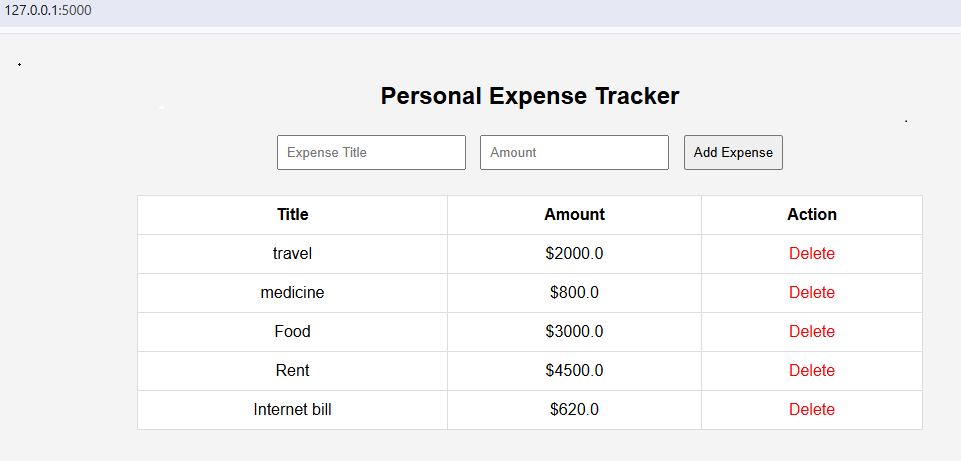 127.0.0.1:5000
Personal Expense Tracker
Expense Title Amount Add Expense
Title Amount Action
travel $2000.0 Delete
medicine $800.0 Delete
Food $3000.0 Delete
Rent $4500.0 Delete
Internet bill $620.0 Delete